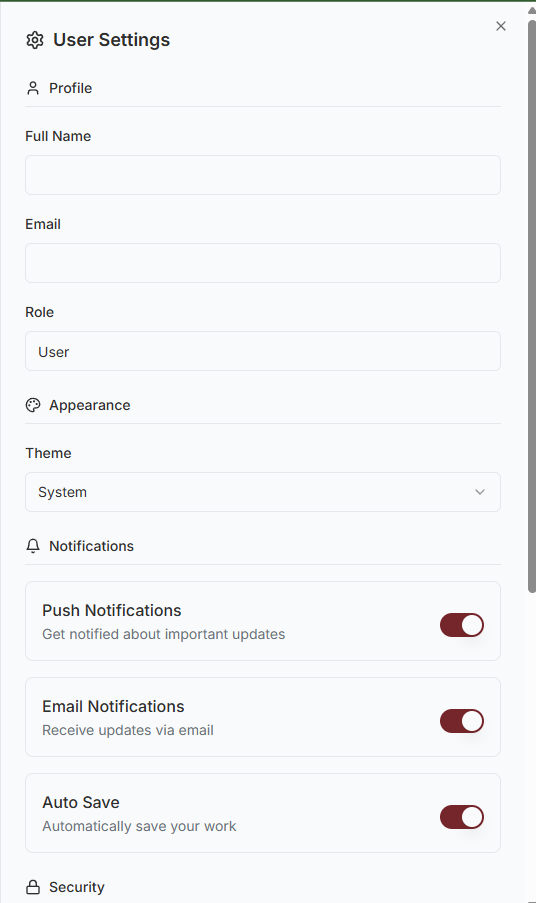 User Settings
Profile
Full Name
Email
Role
User
Appearance
Theme
System
Notifications
Push Notifications
Get notified about important updates
Email Notifications
Receive updates via email
Auto Save
Automatically save your work
Security